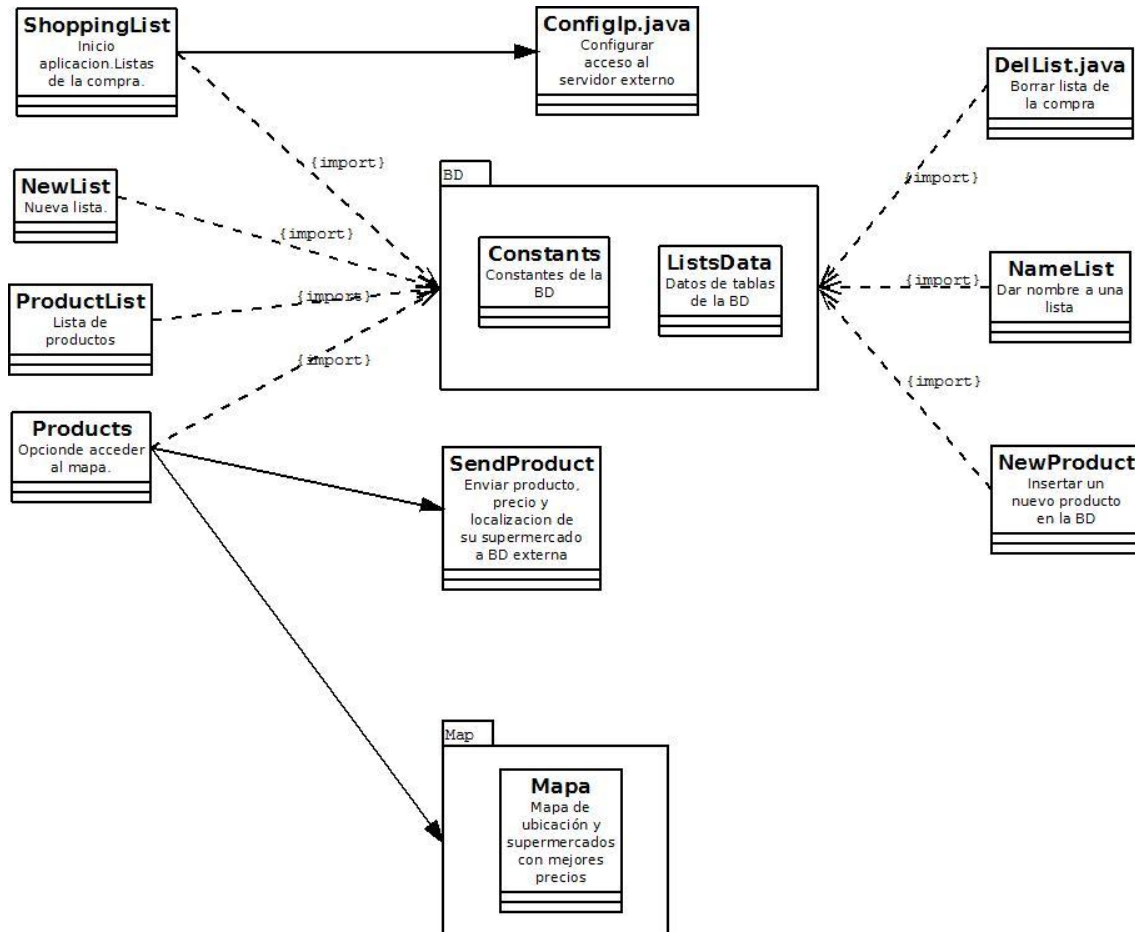 ShoppingList
Inicio
aplicacion.Listas
de la compra.
ConfigIp.java
Configurar
acceso al
servidor externo
DelList.java
Borrar lista de
la compra
{import}
{import}
BD
NewList
Nueva lista.
{import}
Constants
Constantes de la
BD
ListsData
Datos de tablas
de la BD
{import}
NameList
Dar nombre a una
lista
ProductList
Lista de
productos
{import}
{import}
{import}
Products
Opcionde acceder
al mapa.
SendProduct
Enviar producto,
precio y
localizacion de
su supermercado
a BD externa
NewProduct
Insertar un
nuevo producto
en la BD
Map
Mapa
Mapa de
ubicación y
supermercados
con mejores
precios